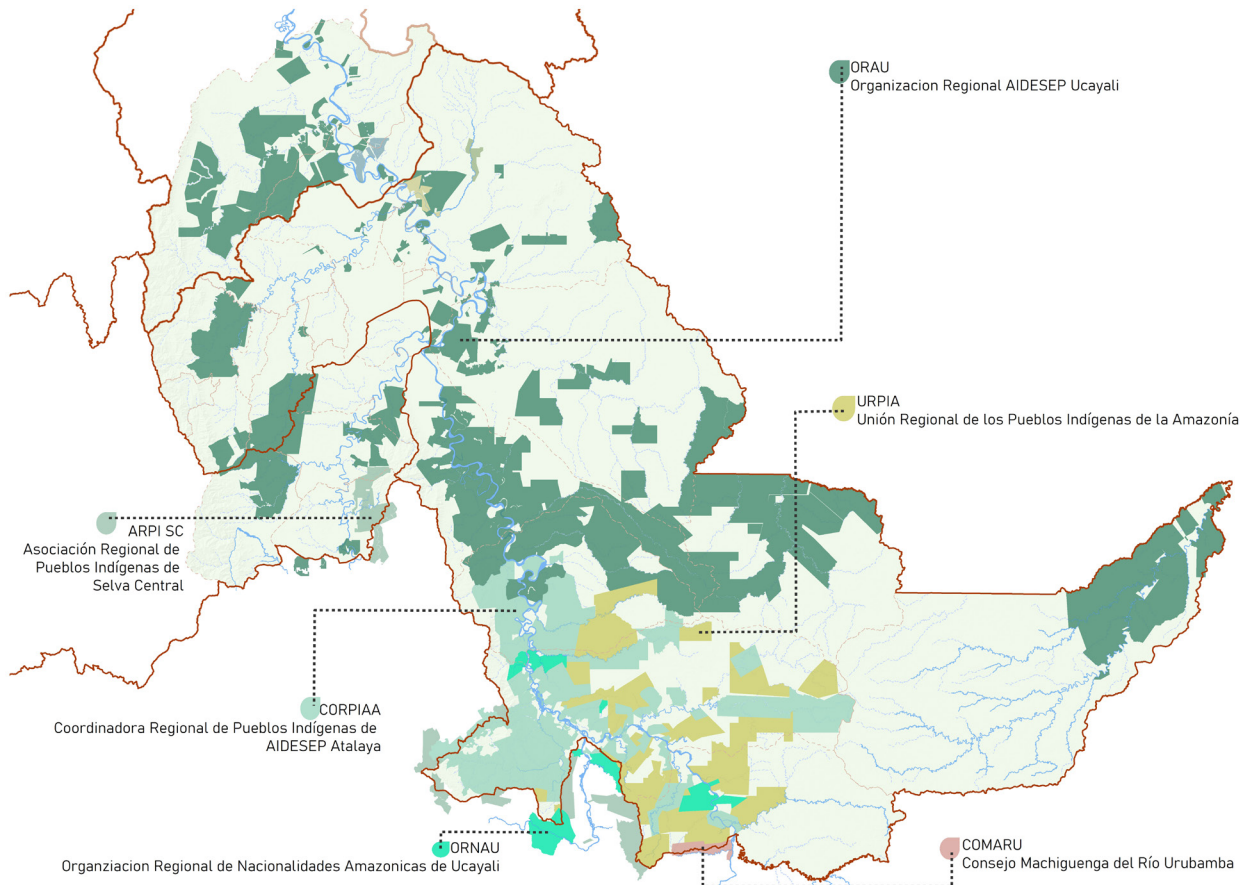 ORAU
Organizacion Regional AIDESEP Ucayali
URPIA
Unión Regional de los Pueblos Indígenas de la Amazonía
ARPI SC
Asociación Regional de
Pueblos Indígenas de
Selva Central
CORPIAA
Coordinadora Regional de Pueblos Indígenas de
AIDESEP Atalaya
ORNAU
Organziacion Regional de Nacionalidades Amazonicas de Ucayali
COMARU
Consejo Machiguenga del Río Urubamba